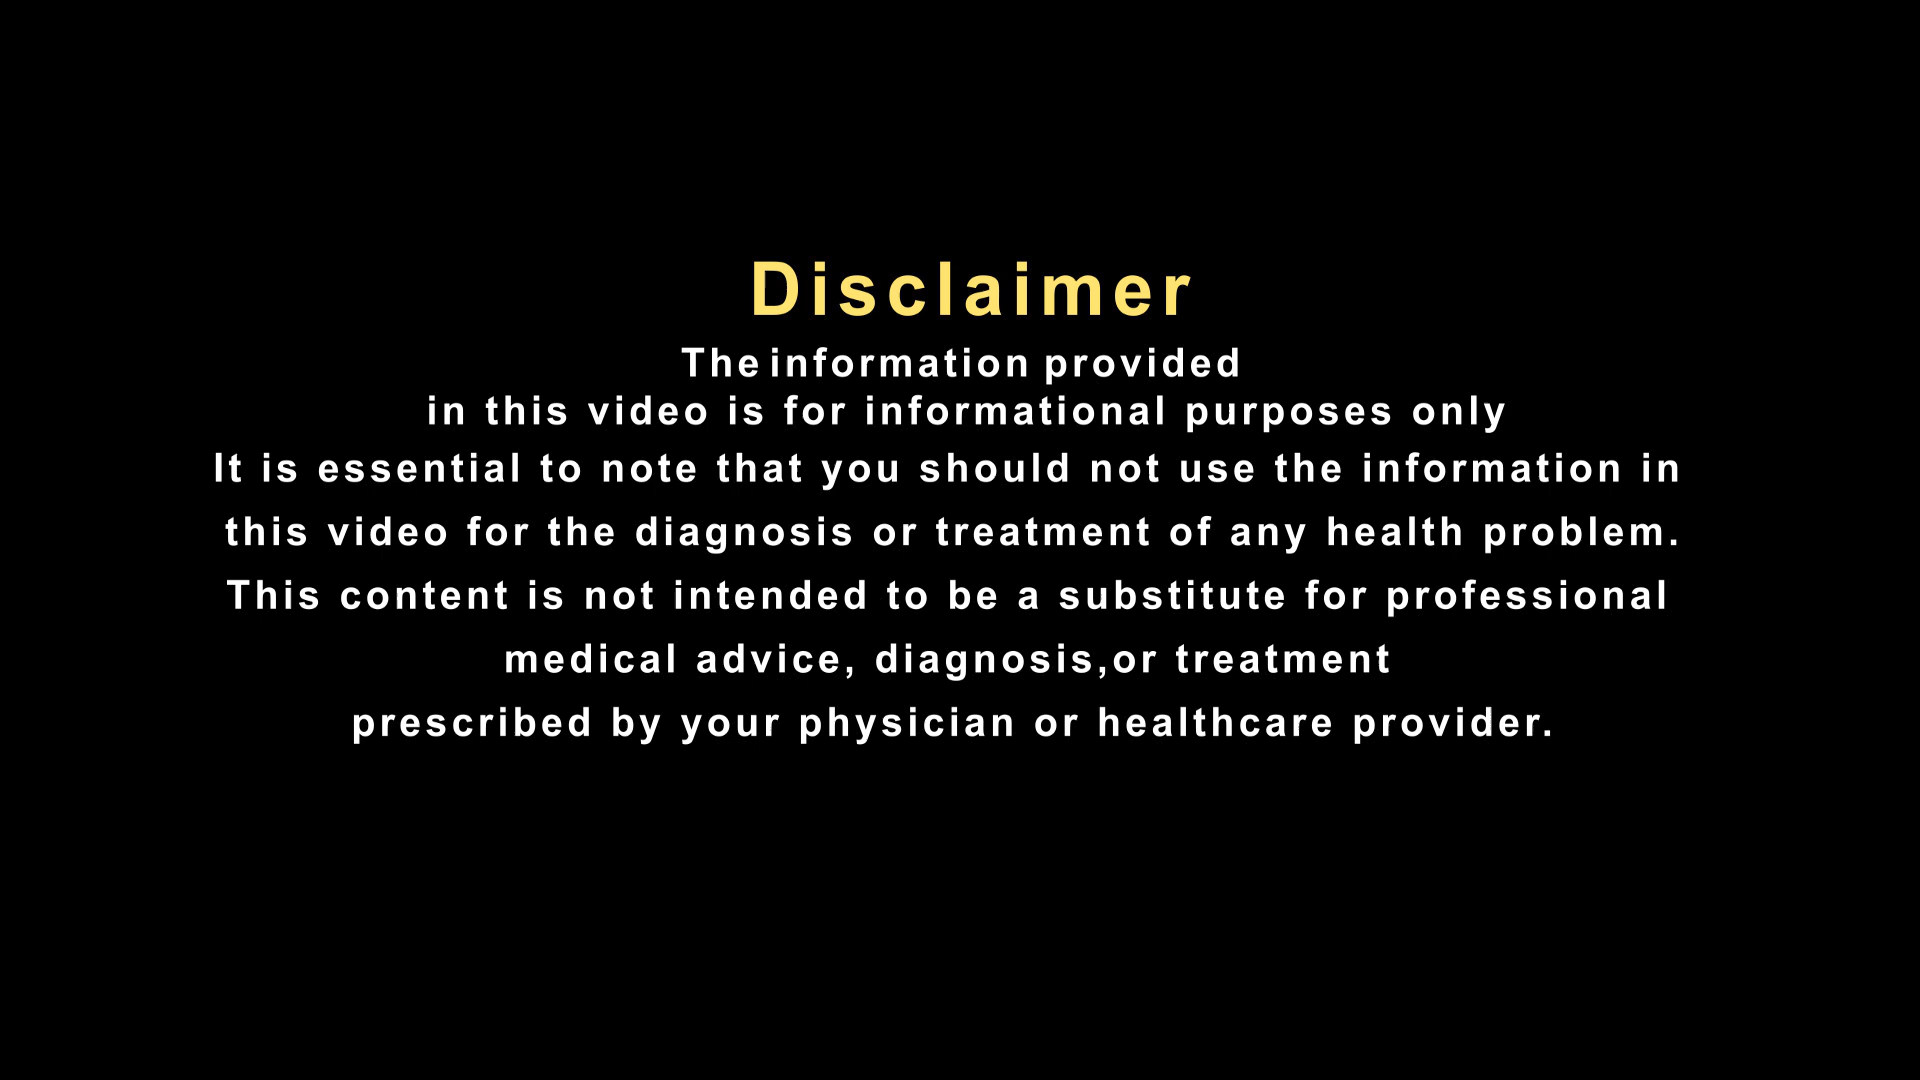 Disclaimer
The information provided
in this video is for informational purposes only
It is essential to note that you should not use the information in
this video for the diagnosis or treatment of any health problem.
This content is not intended to be a substitute for professional
medical advice, diagnosis,or treatment
prescribed by your physician or healthcare provider.